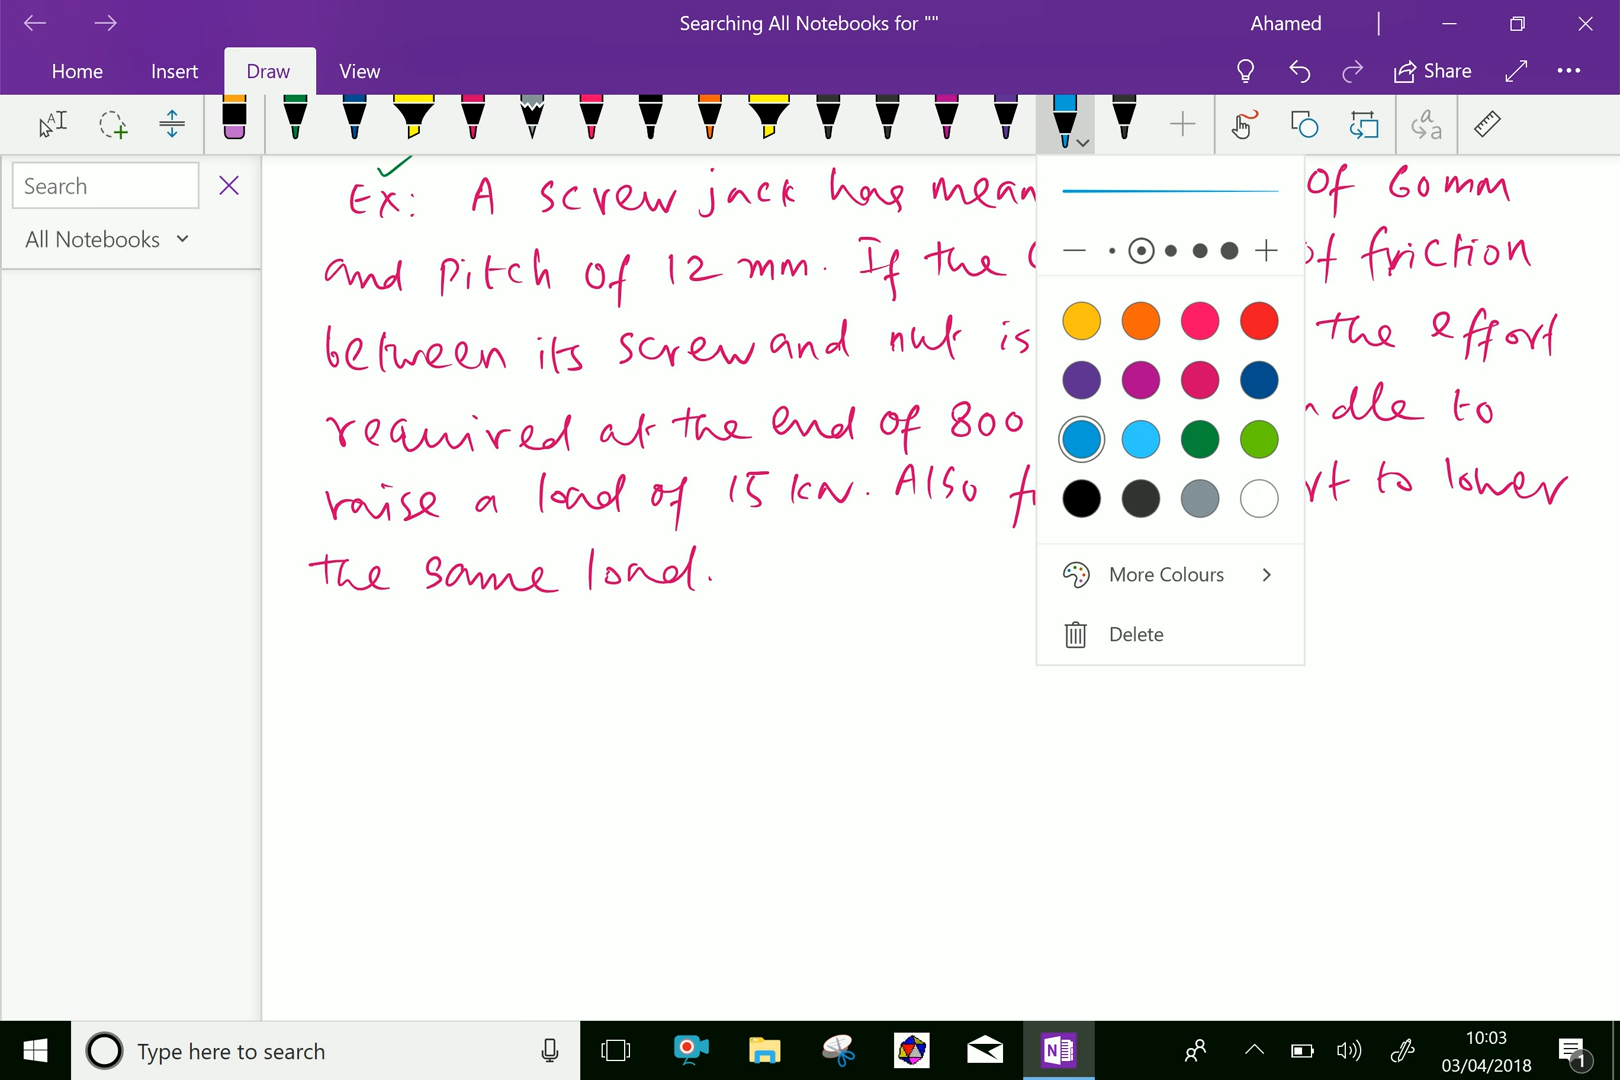 Searching All Notebooks for ""
Ahamed
Home
Insert
Draw
View
Share
Search
All Notebooks
Ex: A screw jack has mean of 60 mm
and pitch of 12 mm. If the of friction
between its screw and nut is the effort
required at the end of 800 ndle to
raise a load of 15 kN. Also f rt to lower
the same load.
More Colours
Delete
Type here to search
10:03
03/04/2018
1